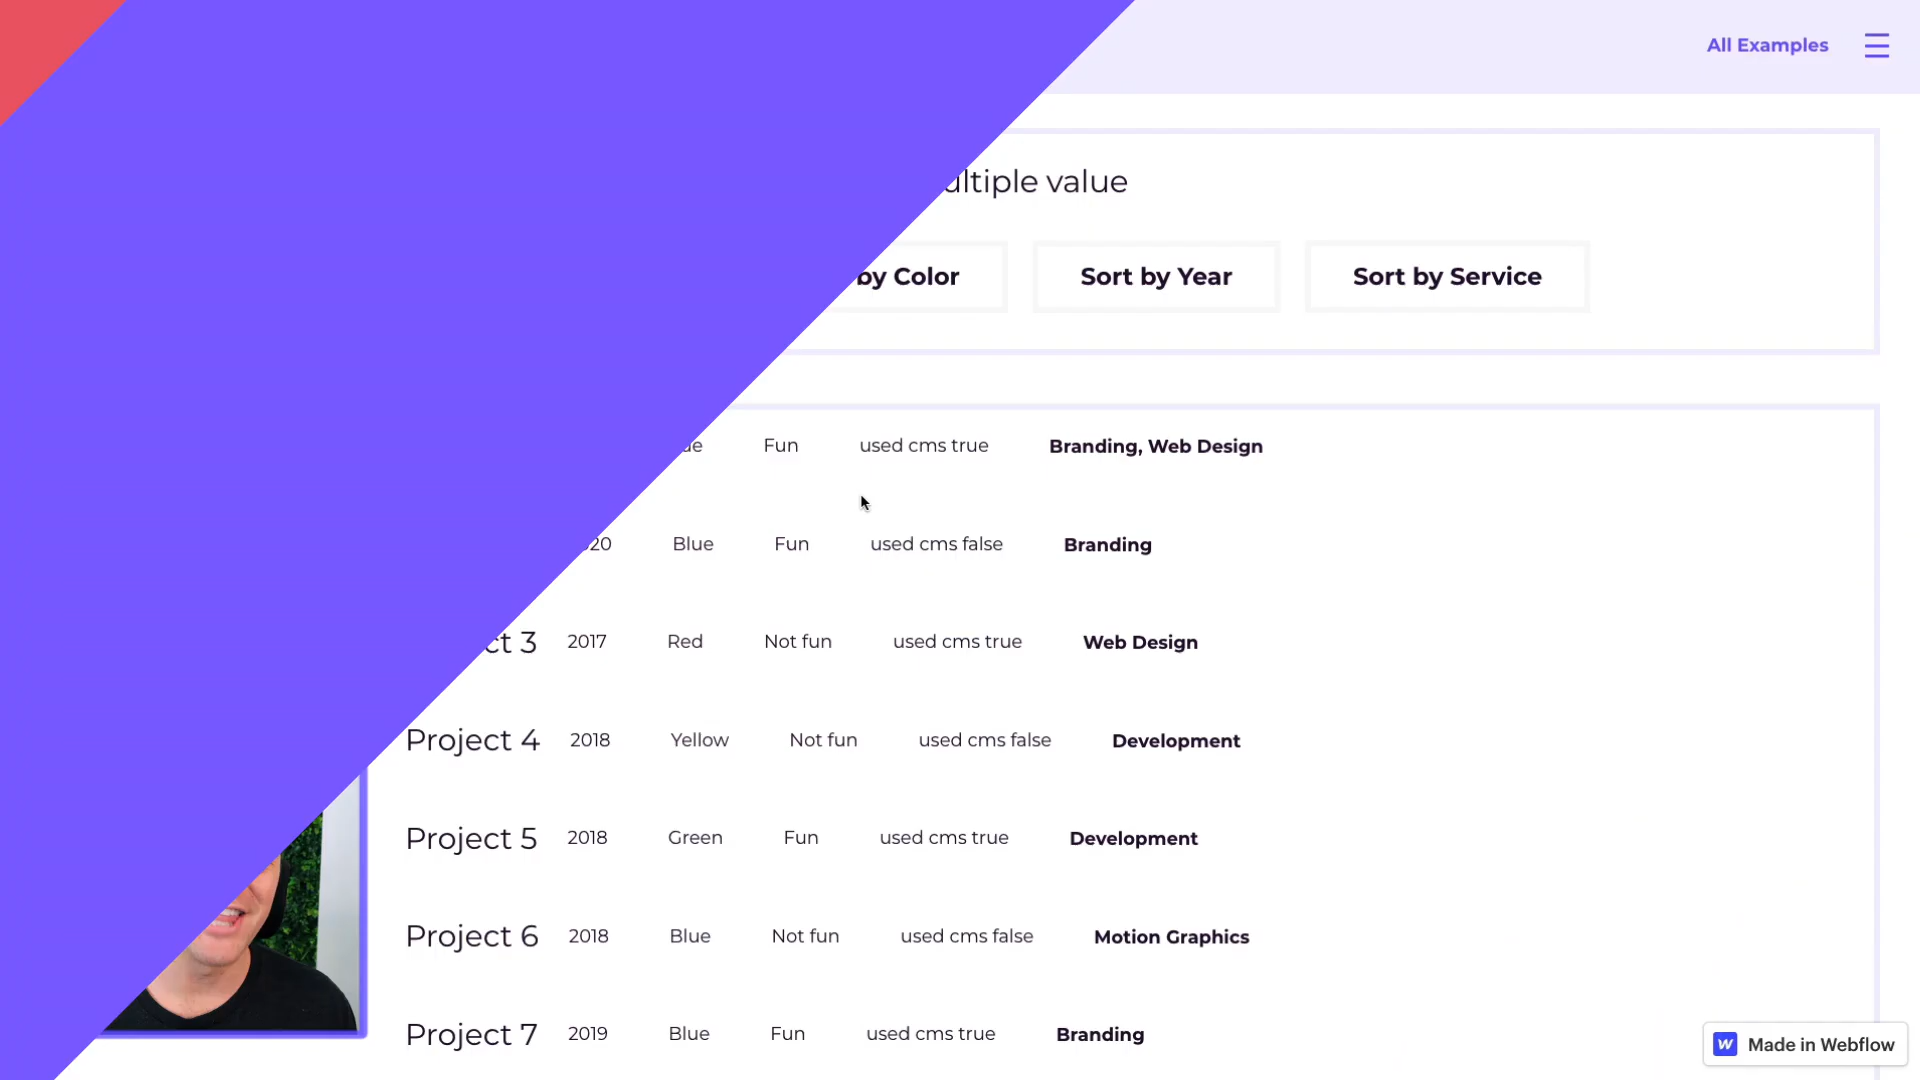 All Examples
value
by Color
Sort by Year
Sort by Service
Fun
used cms true
Branding, Web Design
Blue
Fun
used cms false
Branding
3
2017
Red
Not fun
used cms true
Web Design
Project 4
2018
Yellow
Not fun
used cms false
Development
Project 5
2018
Green
Fun
used cms true
Development
Project 6
2018
Blue
Not fun
used cms false
Motion Graphics
Project 7
2019
Blue
Fun
used cms true
Branding
Made in Webflow